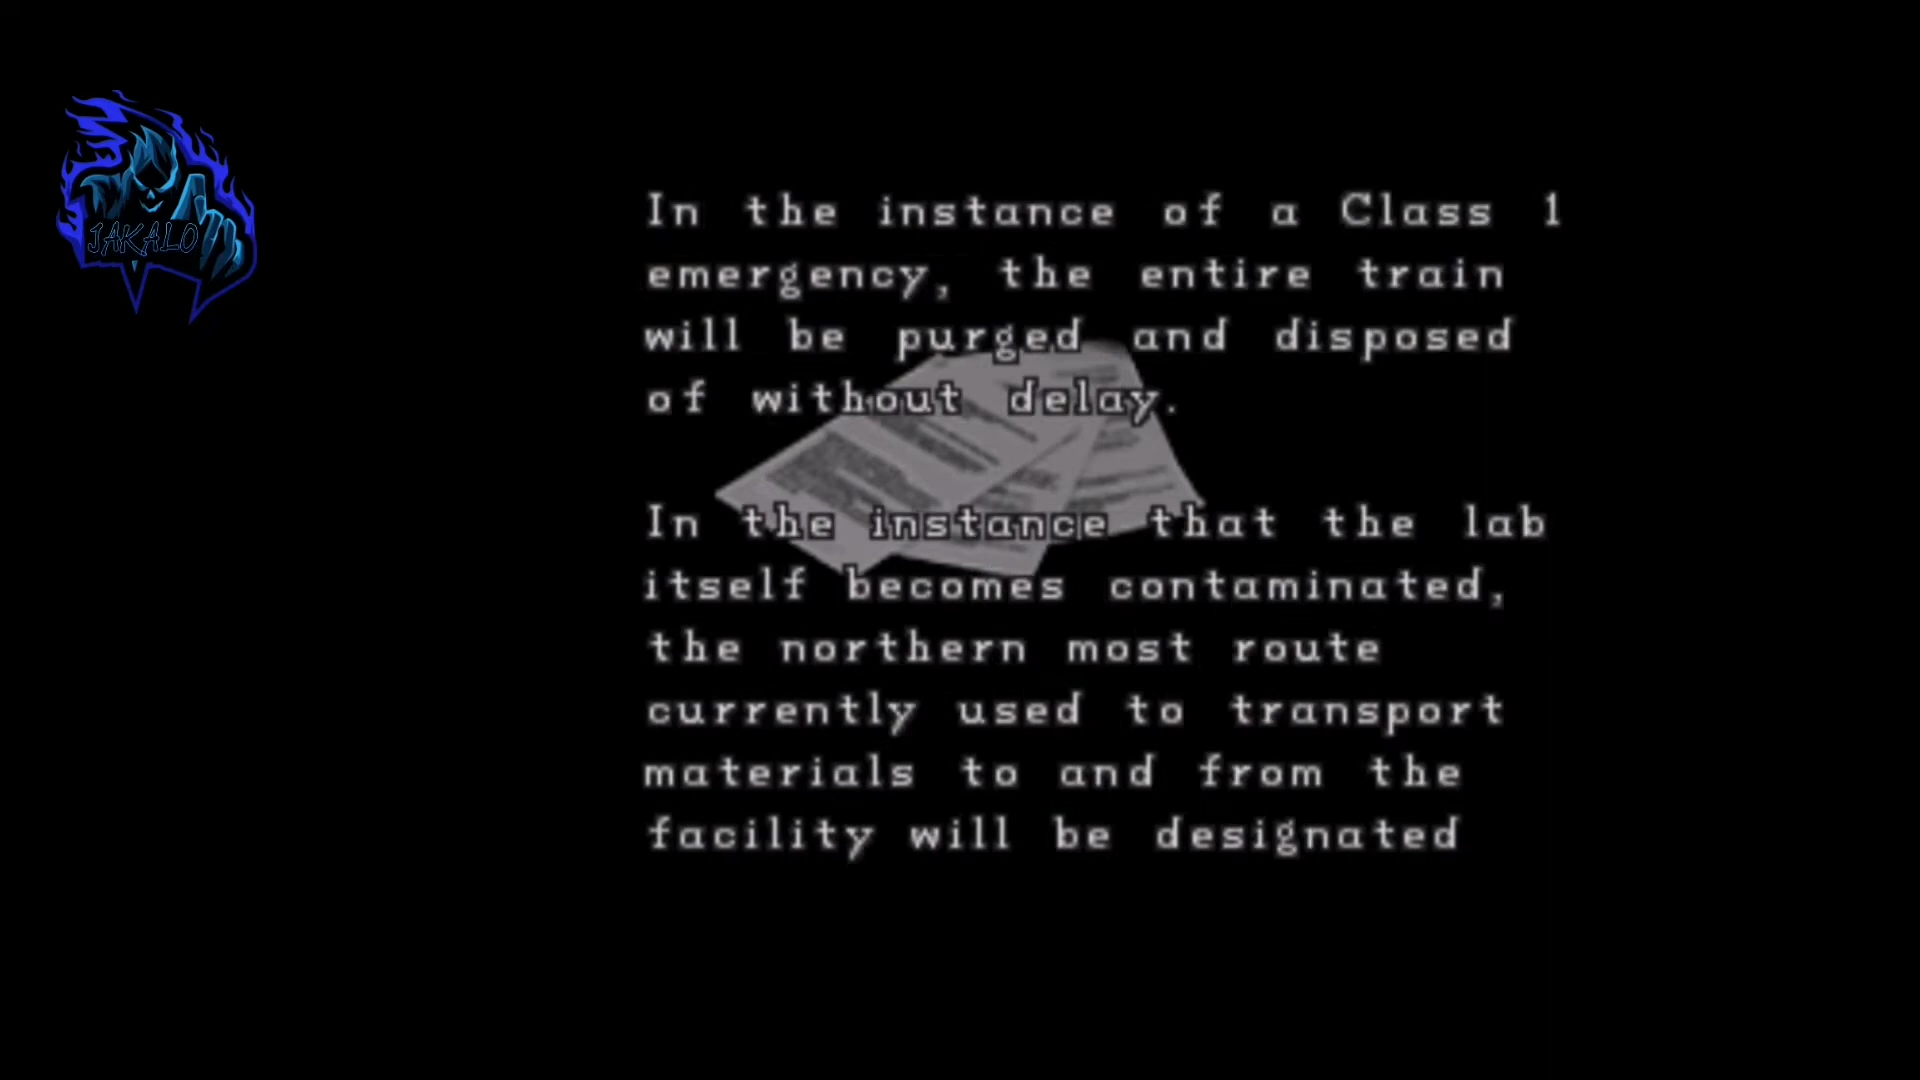 JAKALO
In the instance of a Class 1
emergency, the entire train
will be purged and disposed
of without delay.
In the instance that the lab
itself becomes contaminated,
the northern most route
currently used to transport
materials to and from the
facility will be designated